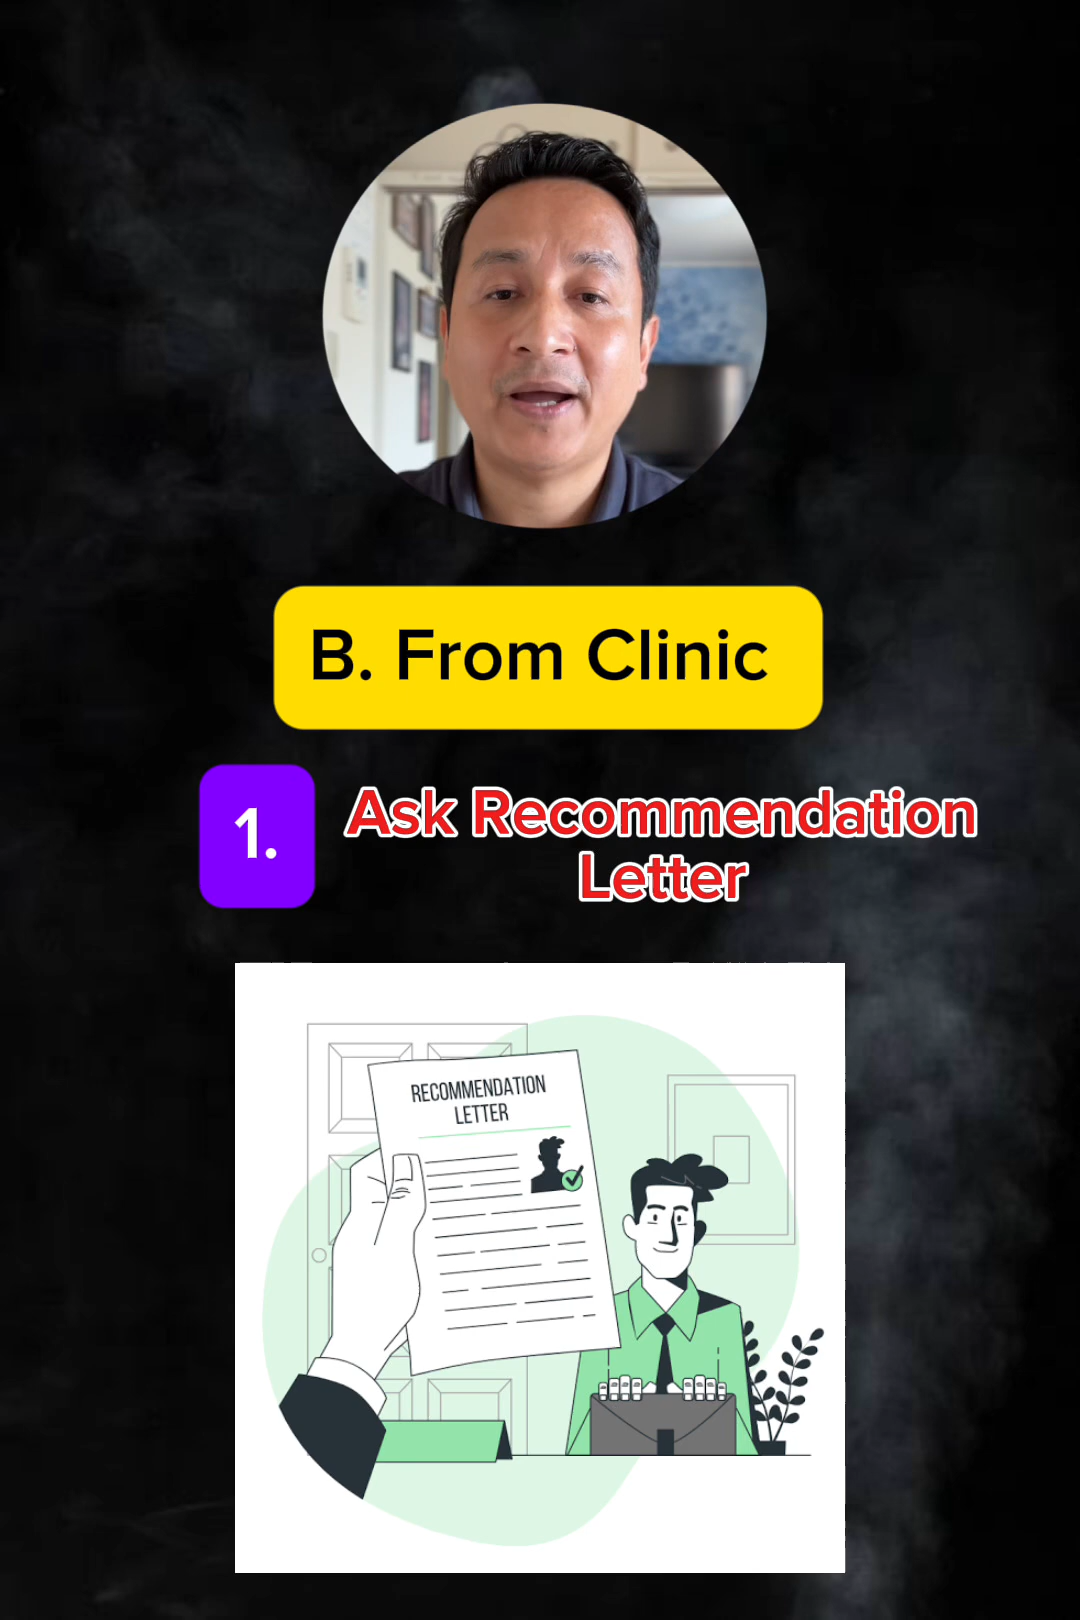 B. From Clinic
1.
Ask Recommendation
Letter
RECOMMENDATION
LETTER